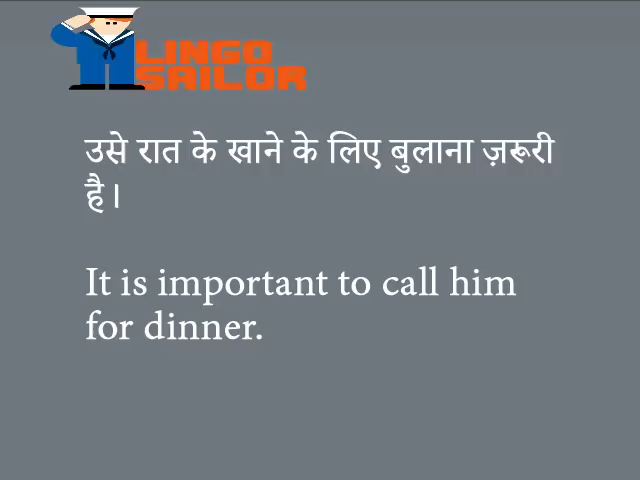 LINGO
SAILOR
उसे रात के खाने के लिए बुलाना ज़रूरी
है।
It is important to call him
for dinner.